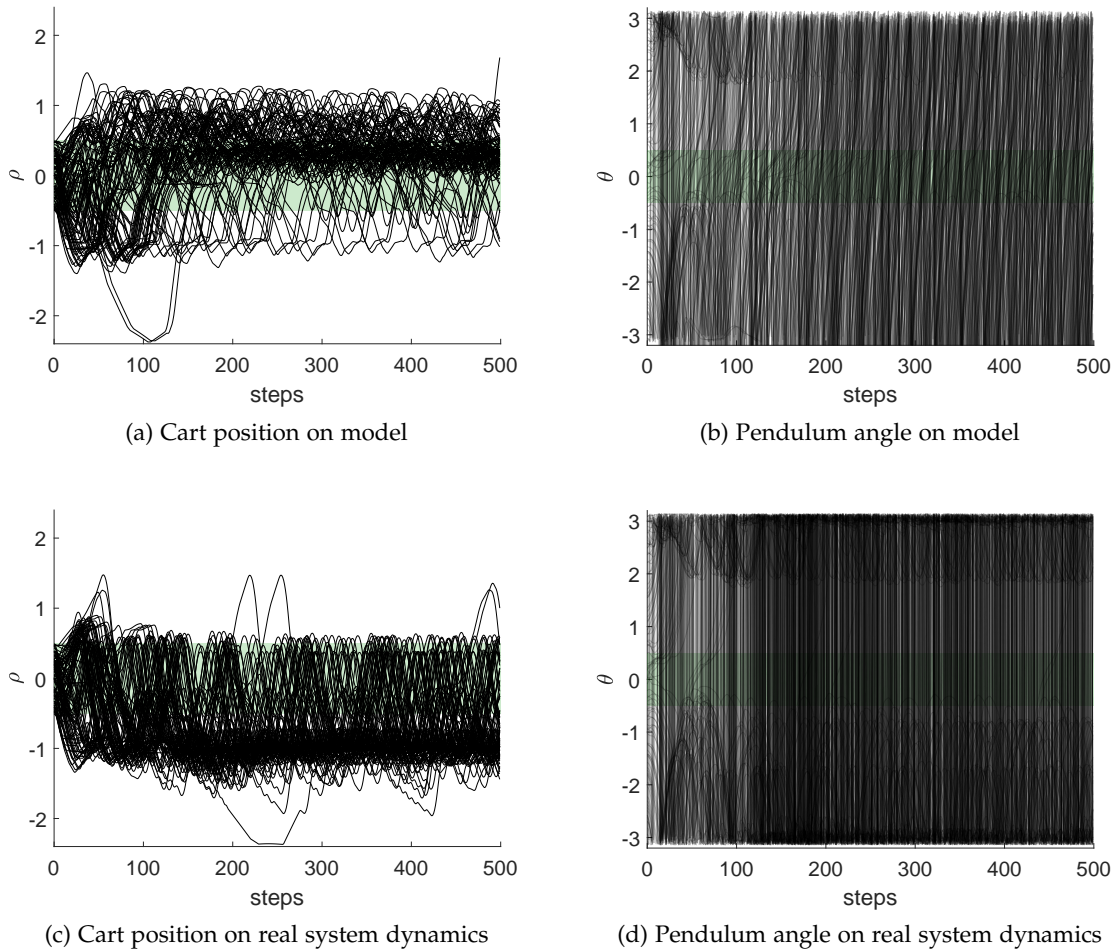 2
1
0
-1
-2
ρ
0 100 200 300 400 500
steps
(a) Cart position on model
3
2
1
0
-1
-2
-3
θ
0 100 200 300 400 500
steps
(b) Pendulum angle on model
2
1
0
-1
-2
ρ
0 100 200 300 400 500
steps
(c) Cart position on real system dynamics
3
2
1
0
-1
-2
-3
θ
0 100 200 300 400 500
steps
(d) Pendulum angle on real system dynamics